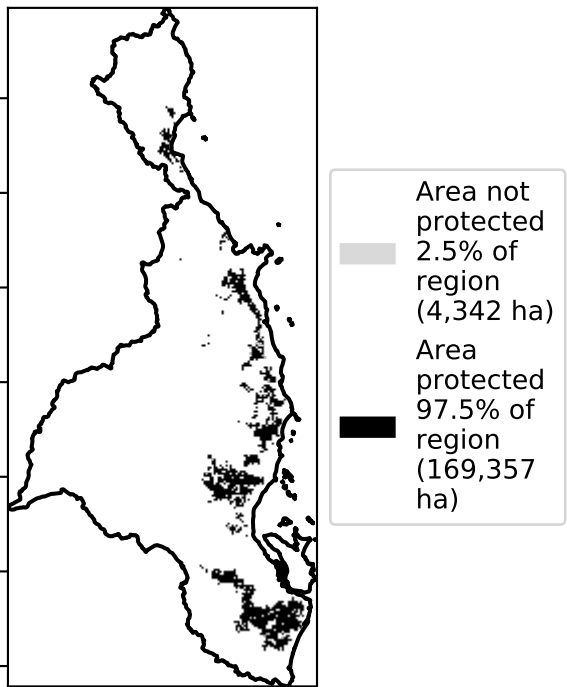 Area not
protected
2.5% of
region
(4,342 ha)
Area
protected
97.5% of
region
(169,357
ha)